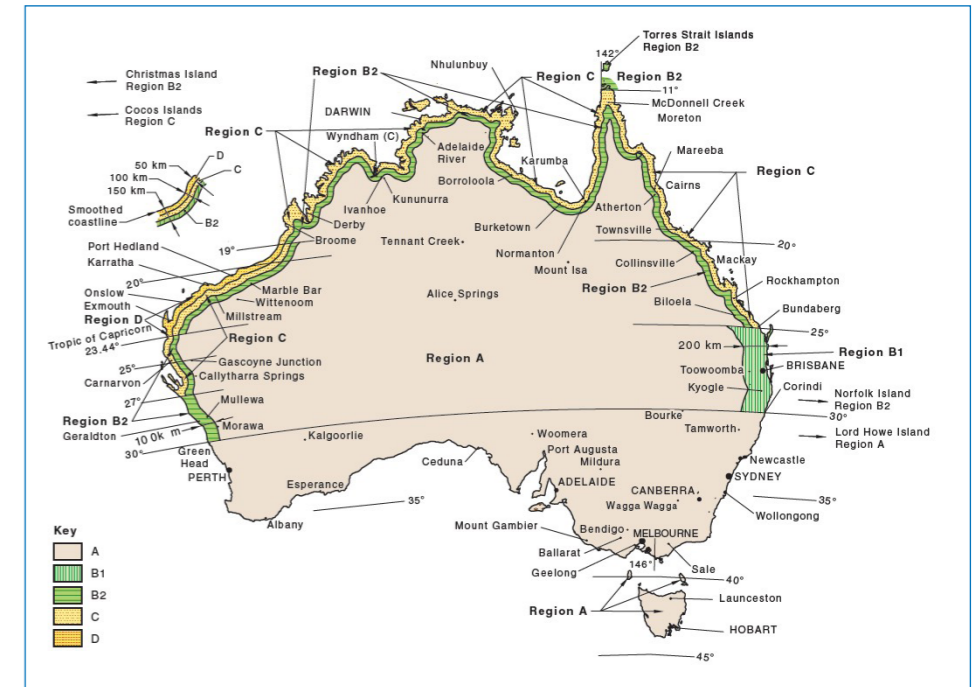 Torres Strait Islands
Region B2
142°
Christmas Island
Region B2
Cocos Islands
Region C
Region B2
Nhulunbuy
Region C
Region B2
11°
McDonnell Creek
Moreton
DARWIN
Region C
Wyndham (C)
Adelaide
River
Karumba
Mareeba
Region C
50 km
100 km
150 km
D
C
B2
Smoothed
coastline
Borroloola
Cairns
Kununurra
Ivanhoe
Atherton
Derby
Broome
Burketown
Townsville
Port Hedland
19°
Tennant Creek
Normanton
20°
Karratha
20°
Mount Isa
Collinsville
Mackay
Onslow
Marble Bar
Wittenoom
Region B2
Rockhampton
Exmouth
Alice Springs
Biloela
Region D
Millstream
Bundaberg
Tropic of Capricorn
23.44°
Region C
25°
200 km
Region B1
25°
Gascoyne Junction
Region A
Toowoomba
BRISBANE
Carnarvon
Callytharra Springs
Kyogle
Corindi
27°
Mullewa
Norfolk Island
Region B2
Region B2
Bourke
30°
Geraldton
100k m
Morawa
Tamworth
Lord Howe Island
Region A
30°
Kalgoorlie
Woomera
Green
Head
Port Augusta
Ceduna
Mildura
Newcastle
PERTH
ADELAIDE
SYDNEY
Esperance
CANBERRA
35°
Wagga Wagga
35°
Wollongong
Albany
Mount Gambier
Bendigo
MELBOURNE
Key
A
B1
B2
C
D
Ballarat
146°
Sale
Geelong
40°
Launceston
Region A
HOBART
45°